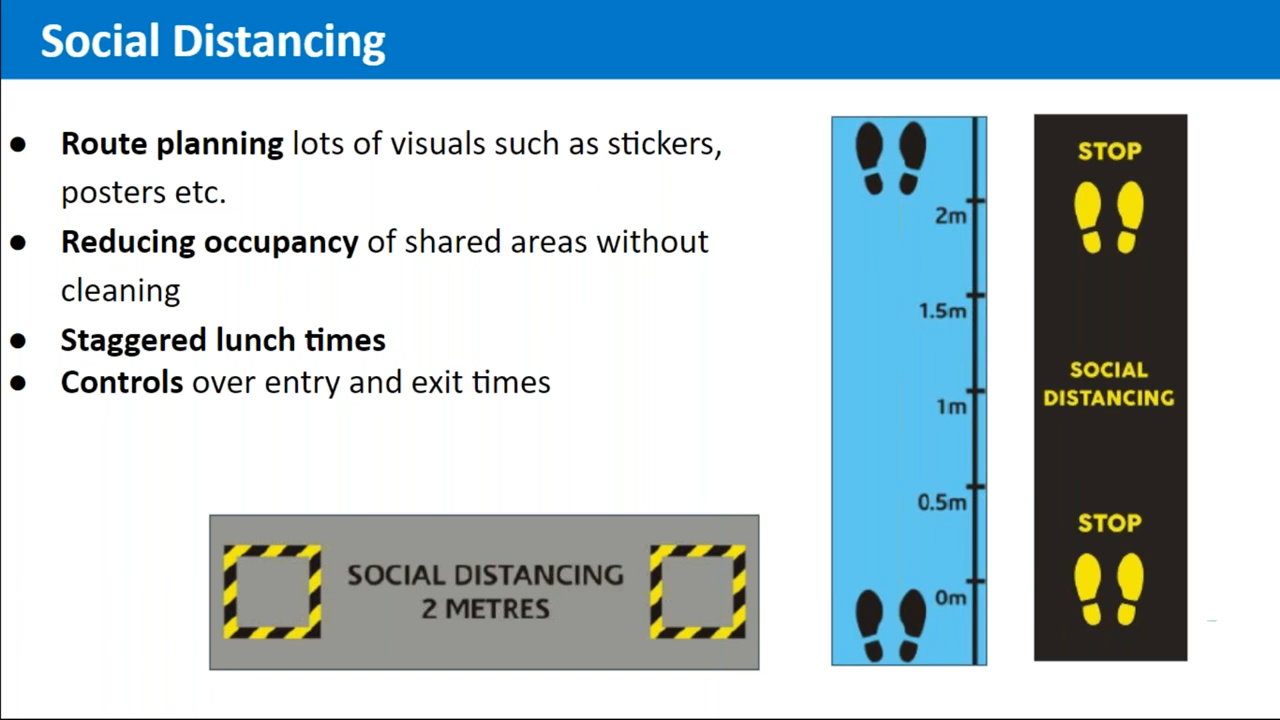 Social Distancing
● Route planning lots of visuals such as stickers,
posters etc.
● Reducing occupancy of shared areas without
cleaning
● Staggered lunch times
● Controls over entry and exit times
SOCIAL DISTANCING
2 METRES
2m
1.5m
1m
0.5m
0m
STOP
SOCIAL
DISTANCING
STOP